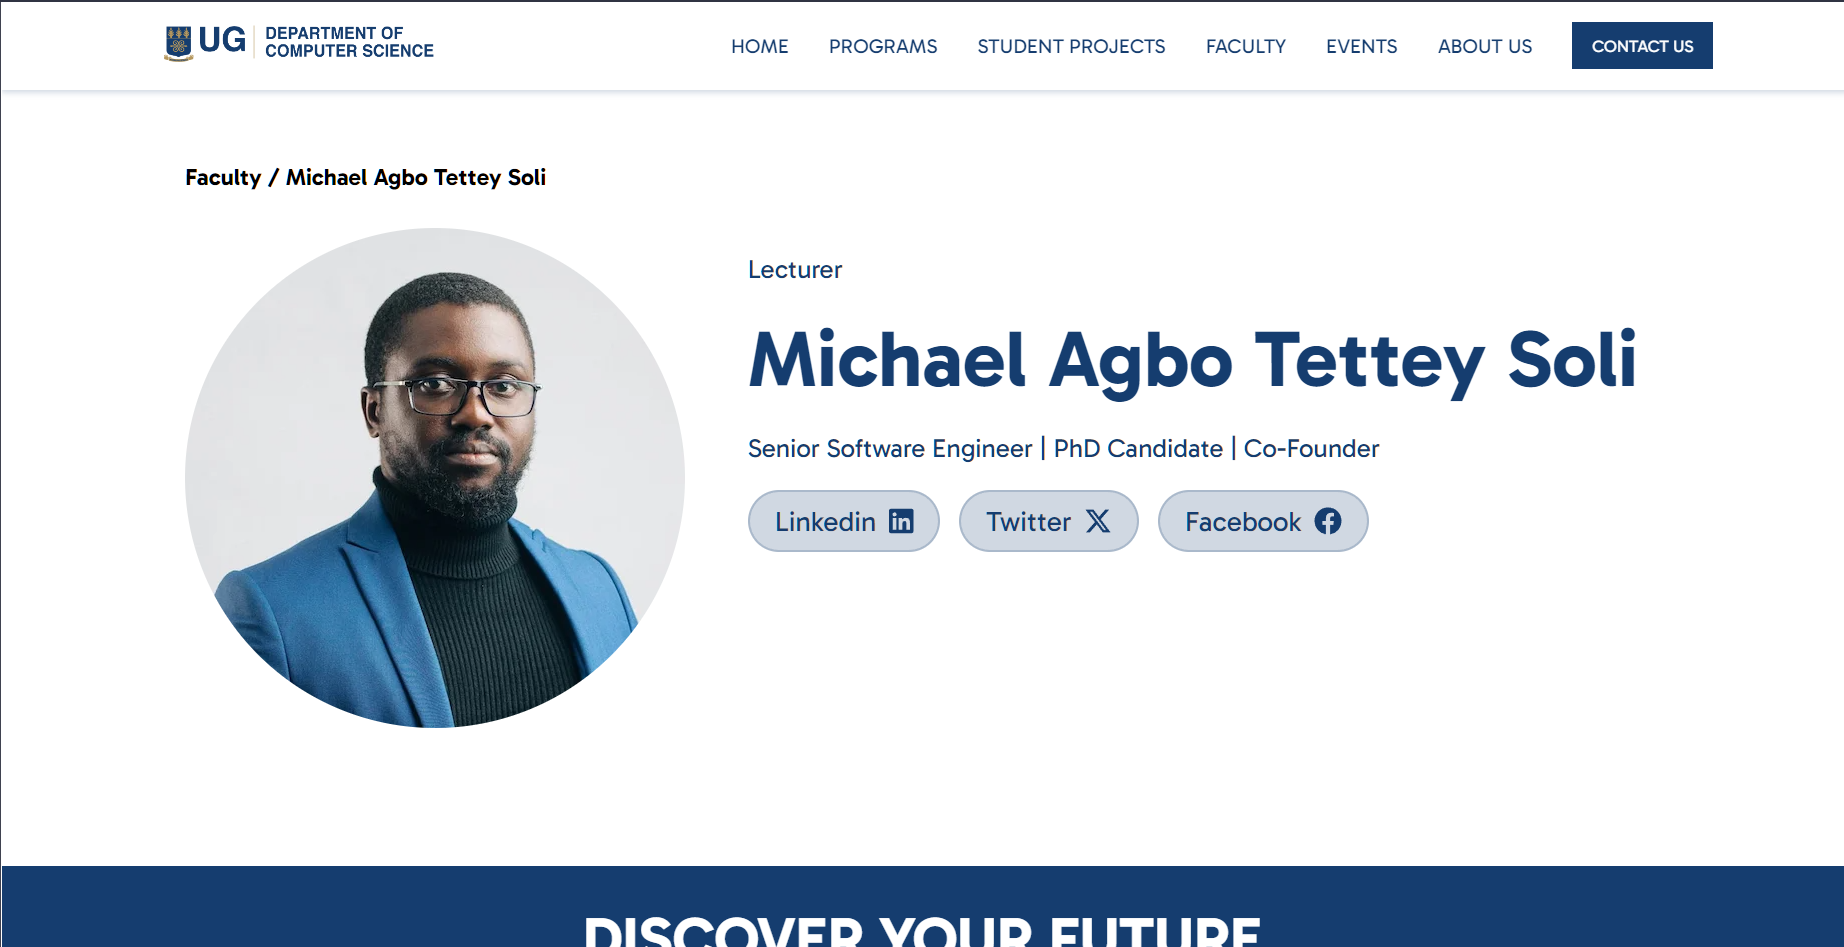 UG DEPARTMENT OF
COMPUTER SCIENCE
HOME PROGRAMS STUDENT PROJECTS FACULTY EVENTS ABOUT US CONTACT US
Faculty / Michael Agbo Tettey Soli
Lecturer
Michael Agbo Tettey Soli
Senior Software Engineer | PhD Candidate | Co-Founder
Linkedin Twitter Facebook
DISCOVER YOUR FUTURE